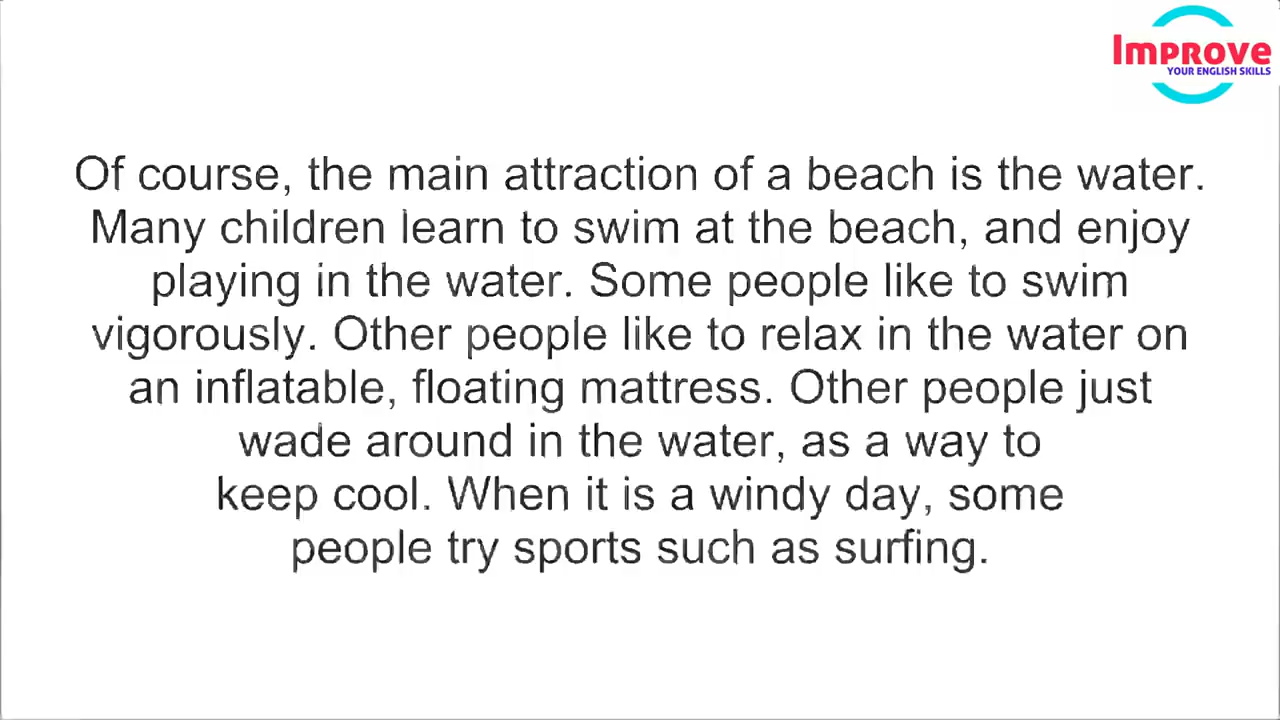 Improve
YOUR ENGLISH SKILLS
Of course, the main attraction of a beach is the water.
Many children learn to swim at the beach, and enjoy
playing in the water. Some people like to swim
vigorously. Other people like to relax in the water on
an inflatable, floating mattress. Other people just
wade around in the water, as a way to
keep cool. When it is a windy day, some
people try sports such as surfing.